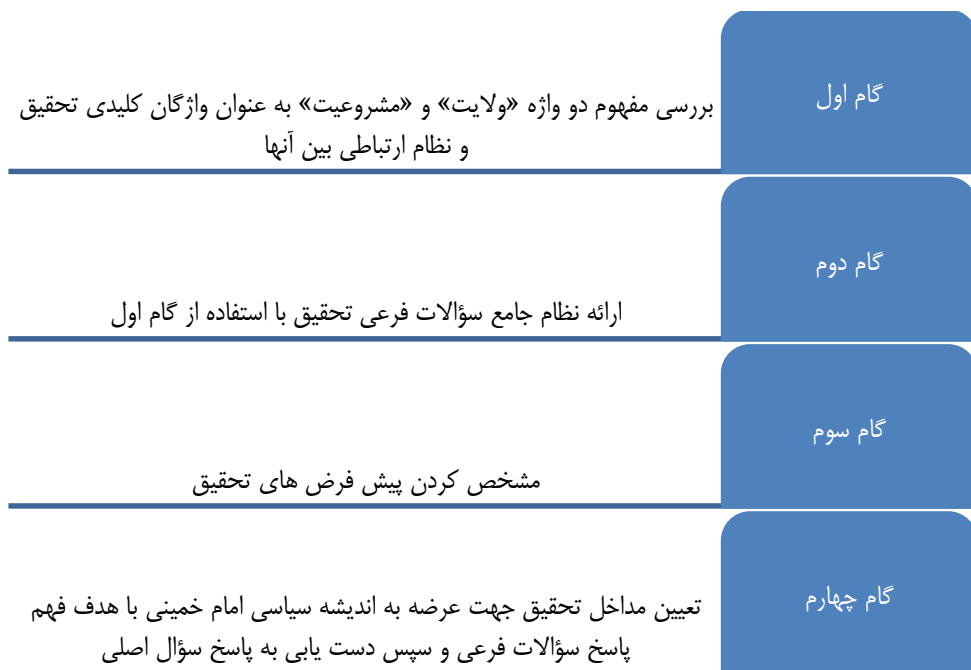 گام اول
بررسی مفهوم دو واژه «ولایت» و «مشروعیت» به عنوان واژگان کلیدی تحقیق
و نظام ارتباطی بین آنها
گام دوم
ارائه نظام جامع سؤالات فرعی تحقیق با استفاده از گام اول
گام سوم
مشخص کردن پیش فرض های تحقیق
گام چهارم
تعیین مداخل تحقیق جهت عرضه به اندیشه سیاسی امام خمینی با هدف فهم
پاسخ سؤالات فرعی و سپس دست یابی به پاسخ سؤال اصلی